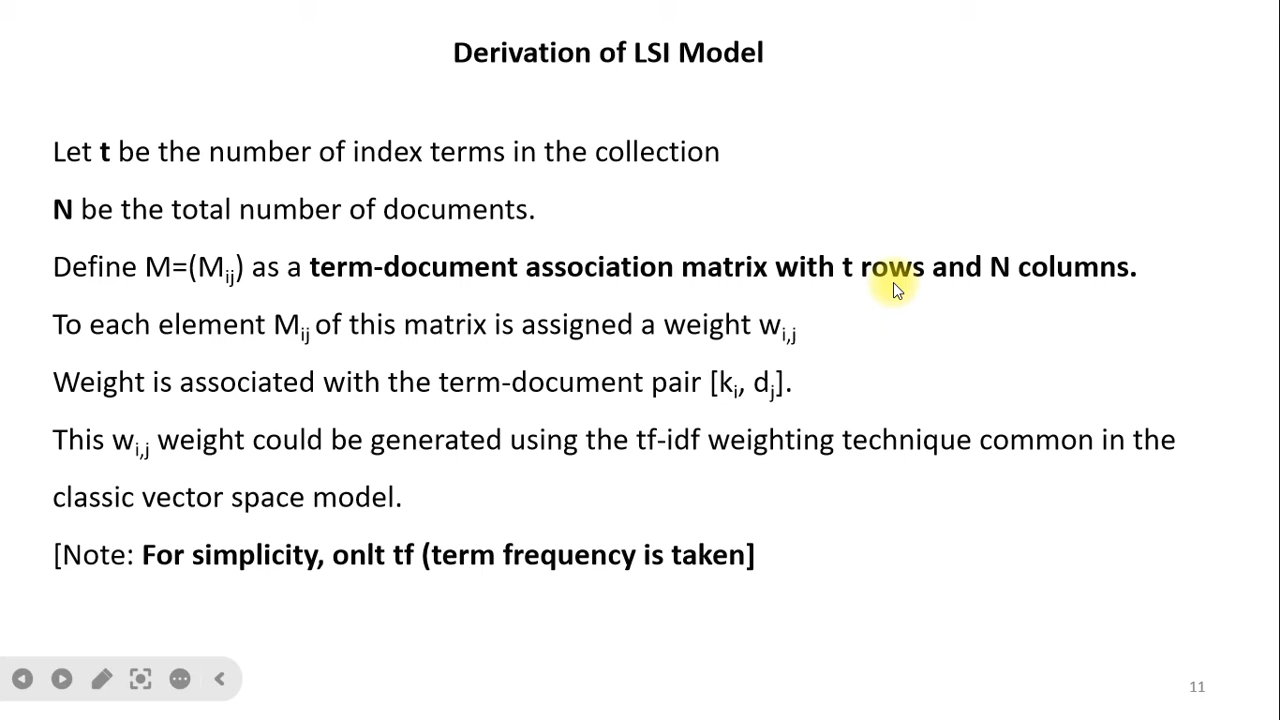 Derivation of LSI Model
Let t be the number of index terms in the collection
N be the total number of documents.
Define M=(Mij) as a term-document association matrix with t rows and N columns.
To each element Mij of this matrix is assigned a weight wi,j
Weight is associated with the term-document pair [ki, dj].
This wi,j weight could be generated using the tf-idf weighting technique common in the
classic vector space model.
[Note: For simplicity, onlt tf (term frequency is taken]
11